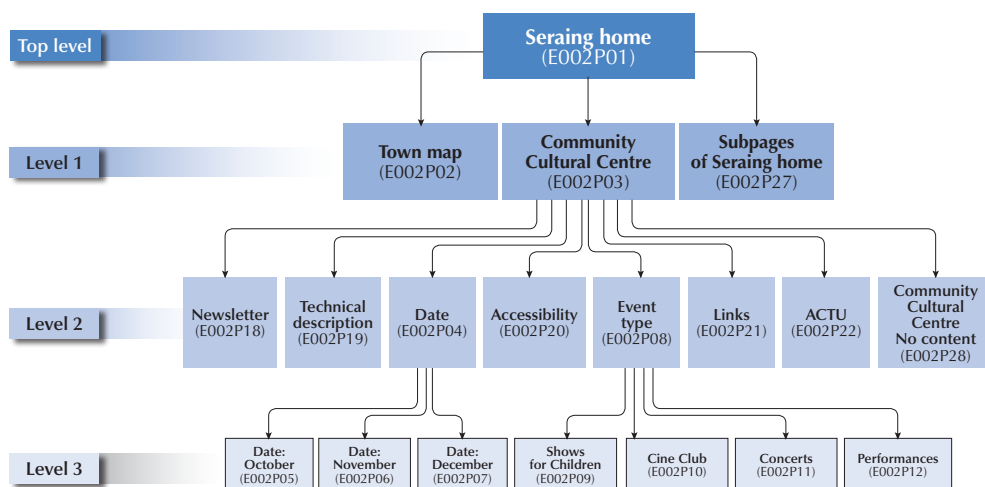 Top level
Seraing home
(E002P01)
Level 1
Town map
(E002P02)
Community
Cultural Centre
(E002P03)
Subpages
of Seraing home
(E002P27)
Level 2
Newsletter
(E002P18)
Technical
description
(E002P19)
Date
(E002P04)
Accessibility
(E002P20)
Event
type
(E002P08)
Links
(E002P21)
ACTU
(E002P22)
Community
Cultural
Centre
No content
(E002P28)
Level 3
Date:
October
(E002P05)
Date:
November
(E002P06)
Date:
December
(E002P07)
Shows
for Children
(E002P09)
Cine Club
(E002P10)
Concerts
(E002P11)
Performances
(E002P12)